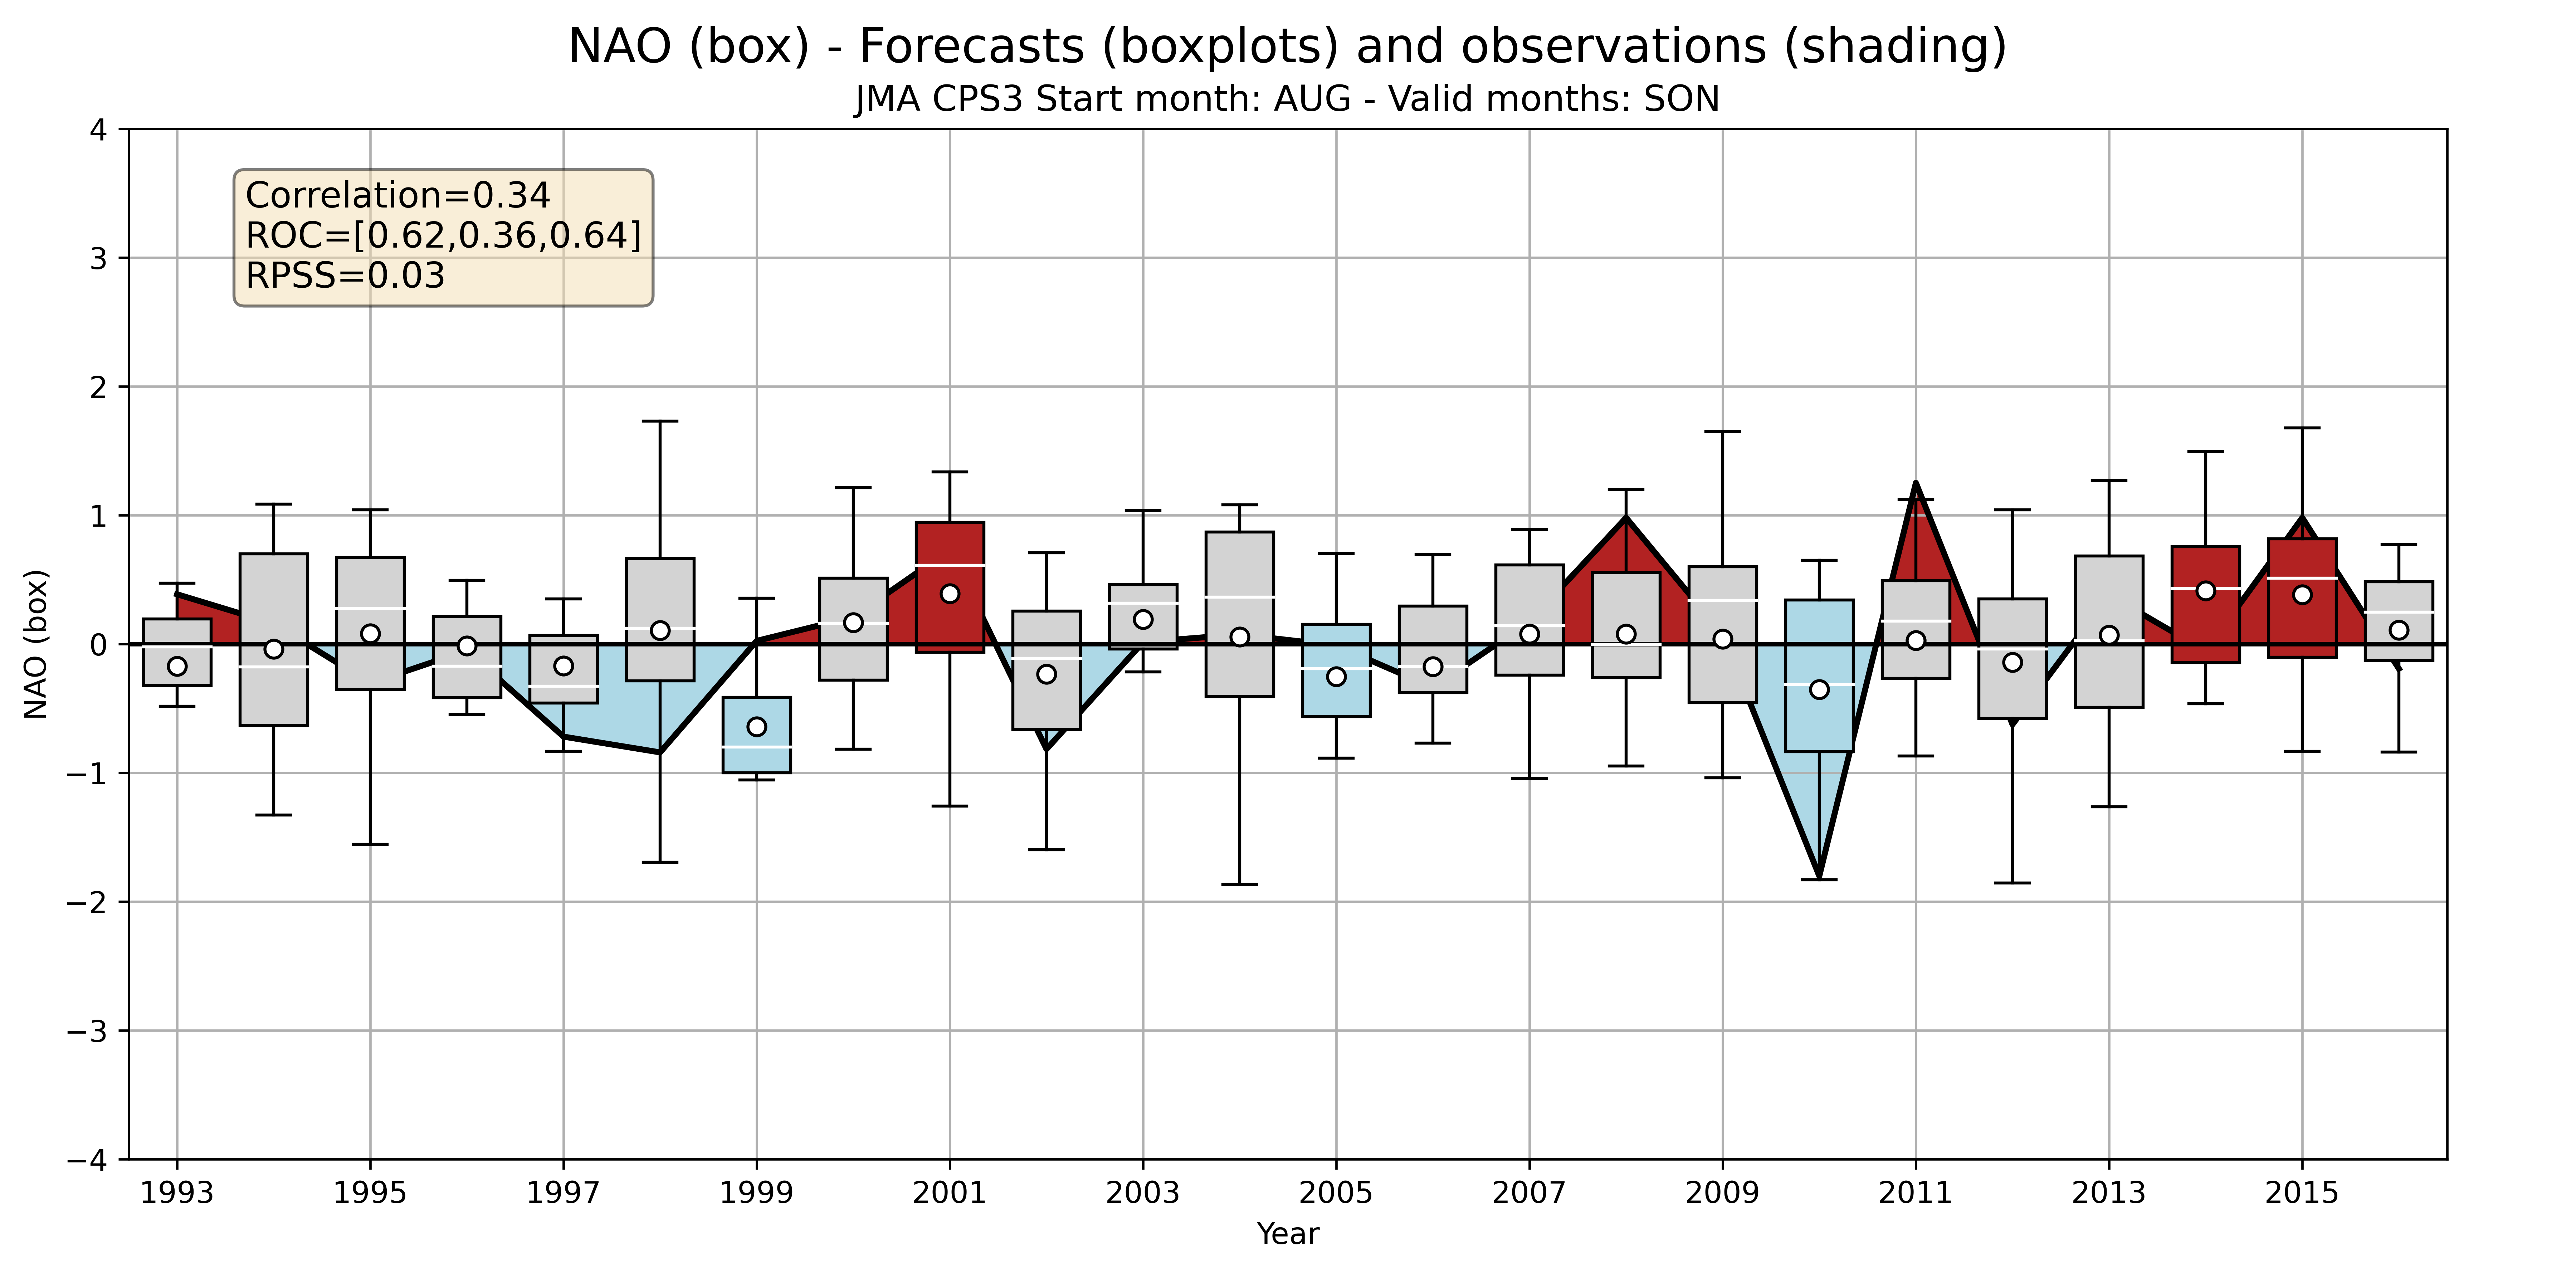 NAO (box) - Forecasts (boxplots) and observations (shading)
JMA CPS3 Start month: AUG - Valid months: SON
Correlation=0.34
ROC=[0.62,0.36,0.64]
RPSS=0.03
NAO (box)
4
3
2
1
0
−1
−2
−3
−4
1993 1995 1997 1999 2001 2003 2005 2007 2009 2011 2013 2015
Year